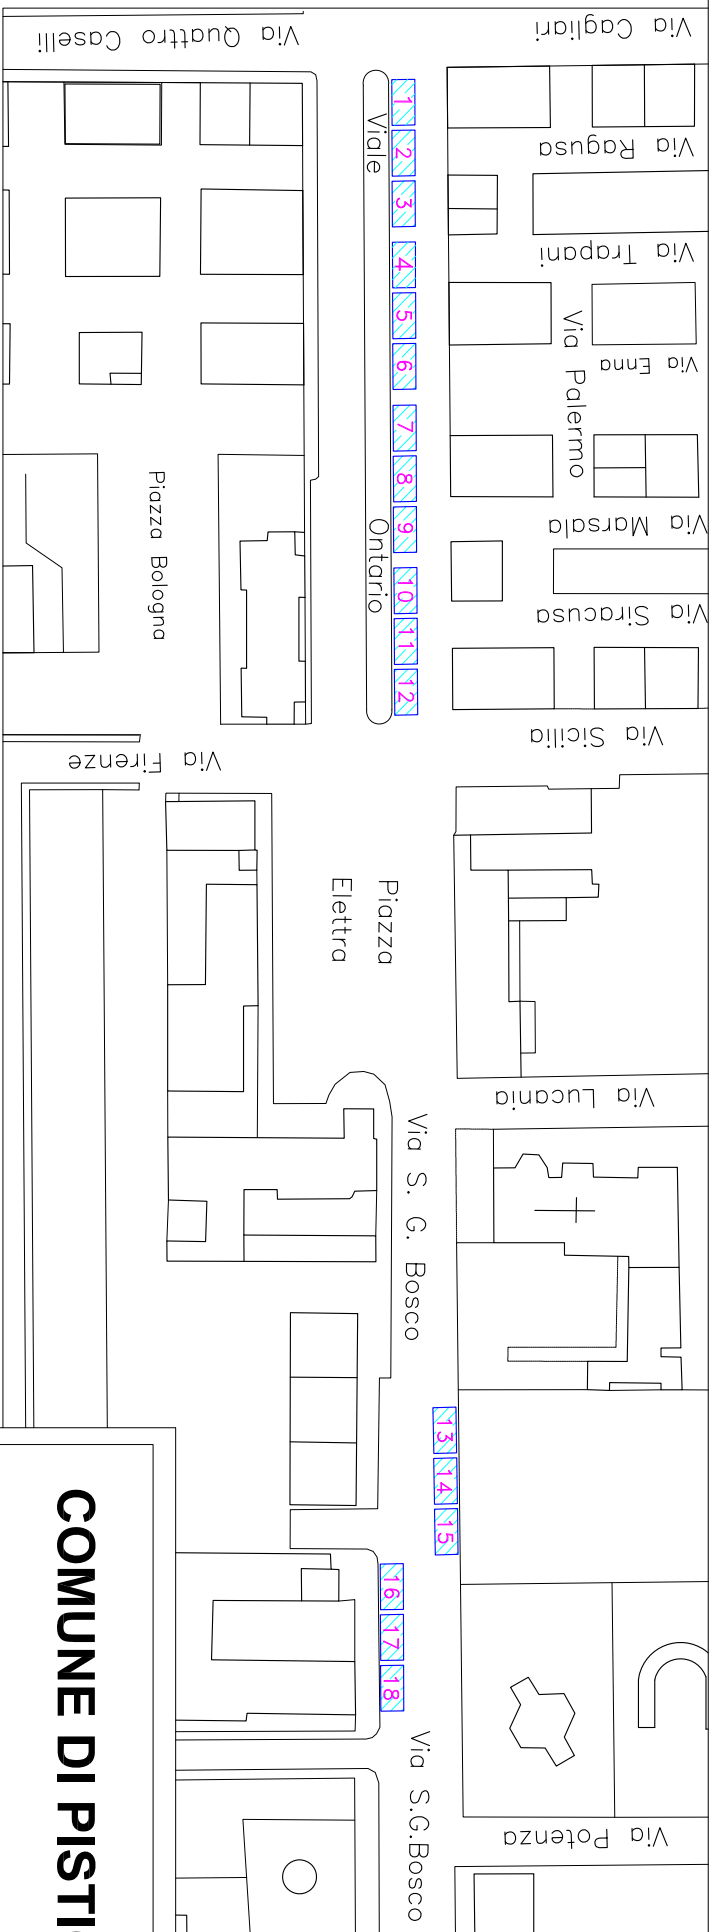 Via Quattro Caselli
Via Cagliari
Via Ragusa
Via Trapani
Via Enna
Via Palermo
Via Marsala
Via Siracusa
Via Sicilia
Viale
Ontario
1
2
3
4
5
6
7
8
9
10
11
12
Piazza Bologna
Via Firenze
Piazza
Elettra
Via Lucania
Via S. G. Bosco
13
14
15
16
17
18
Via S.G.Bosco
Via Potenza
COMUNE DI